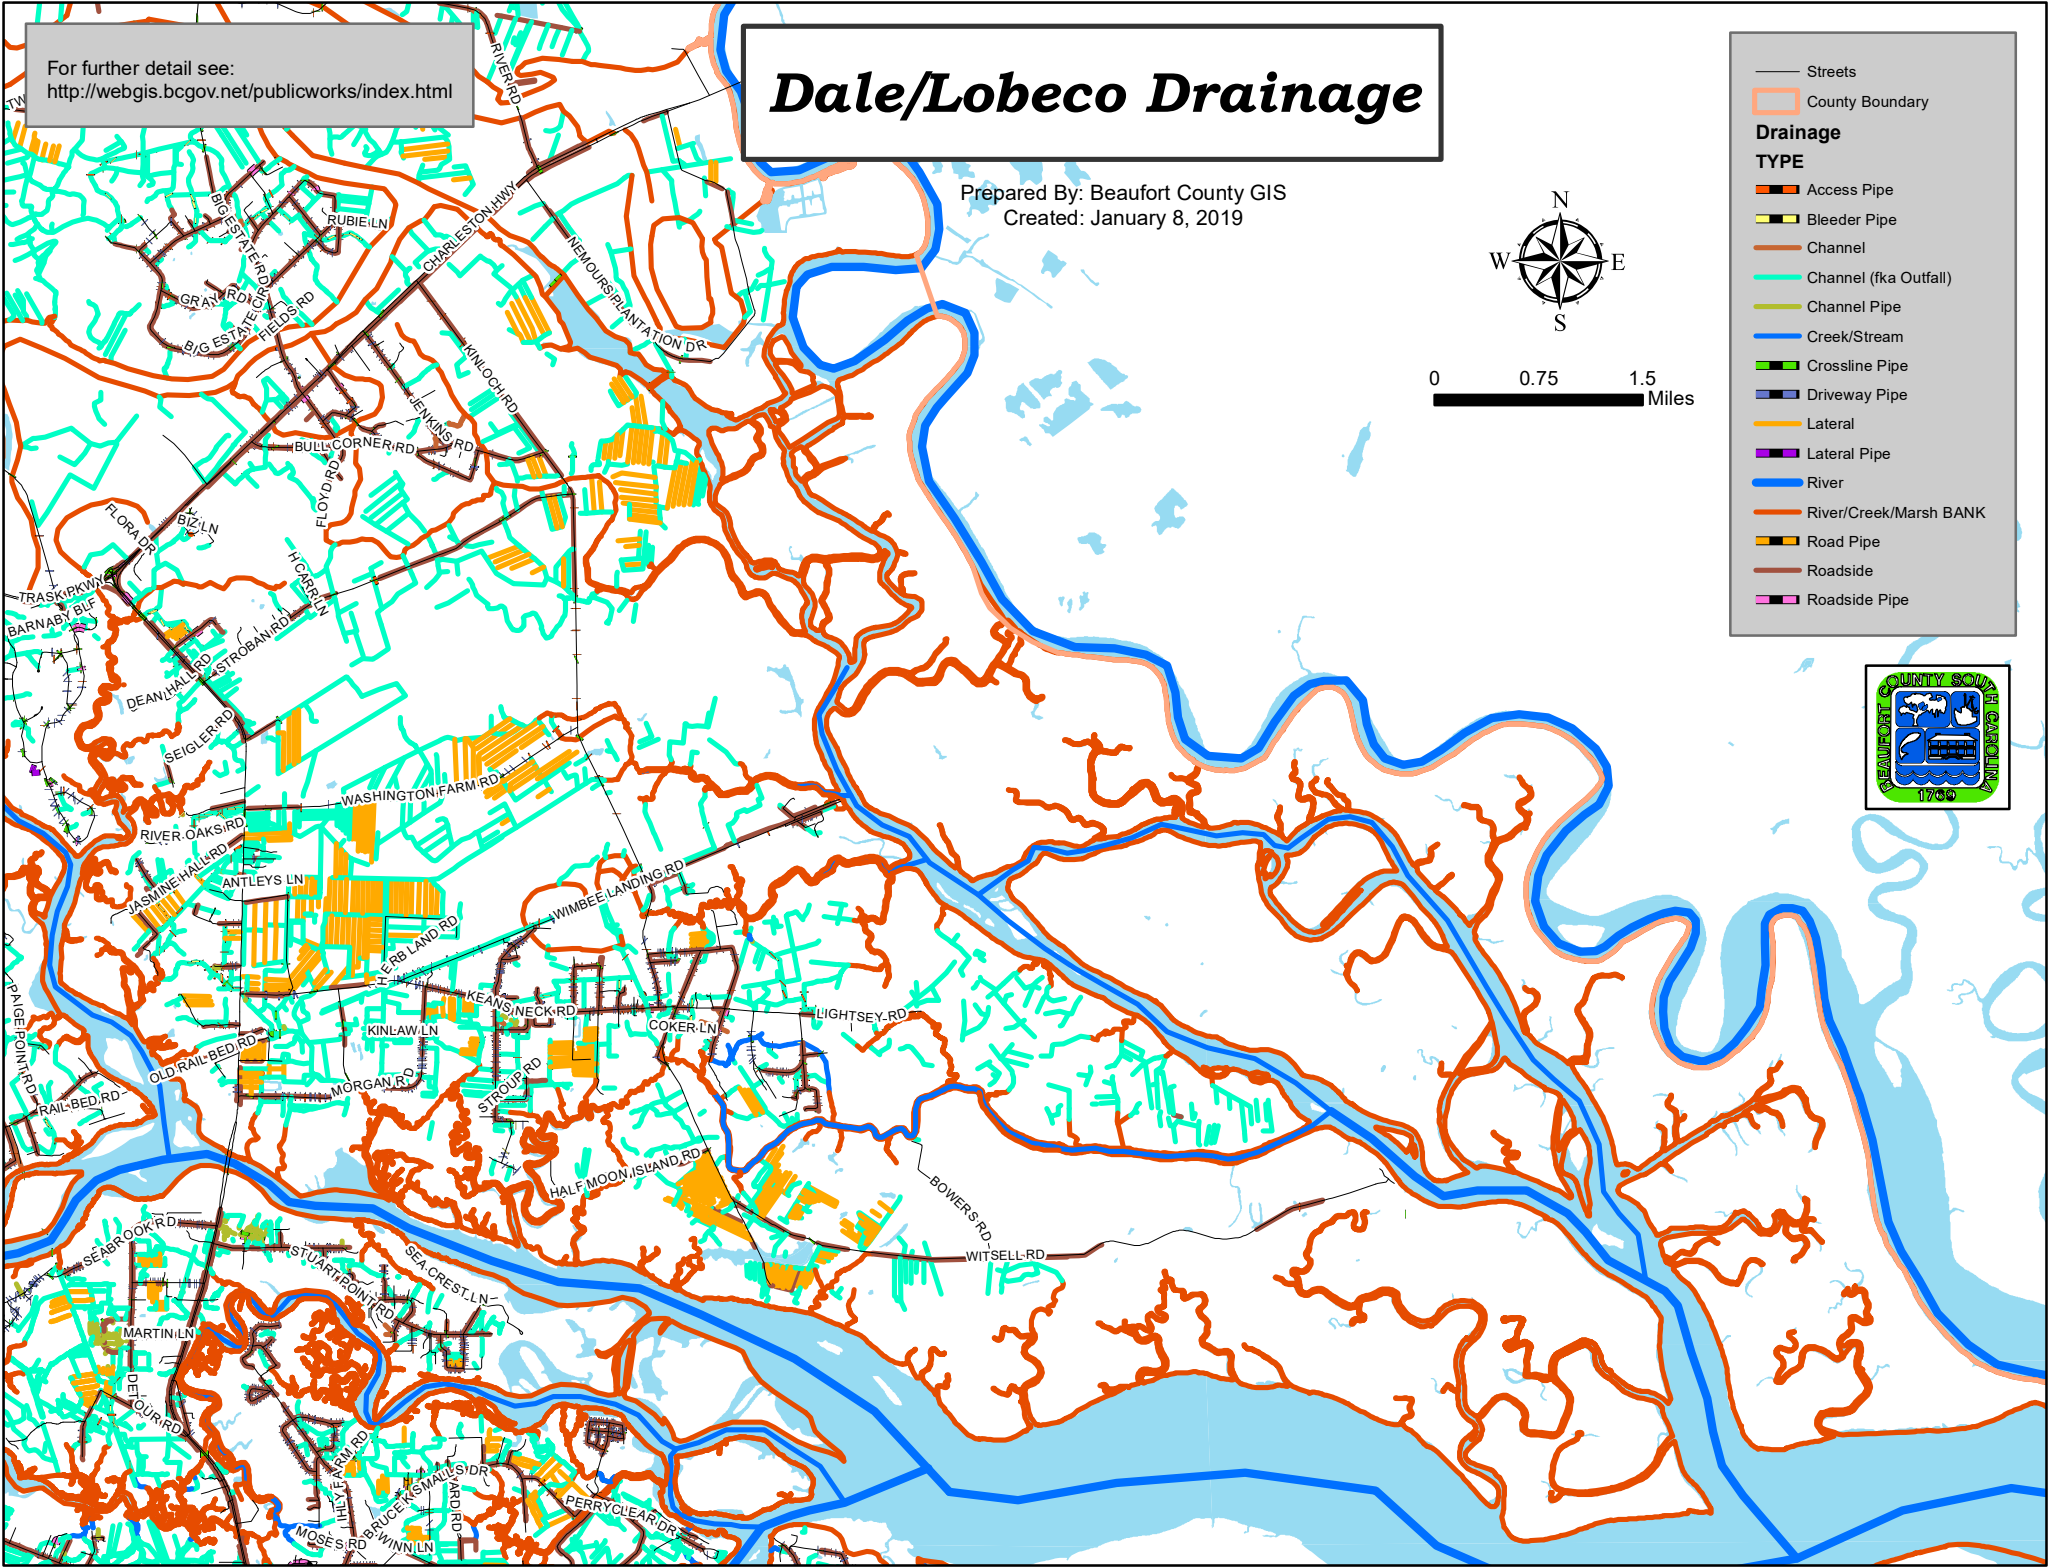 For further detail see:
http://webgis.bcgov.net/publicworks/index.html
Dale/Lobeco Drainage
Prepared By: Beaufort County GIS
Created: January 8, 2019
N
W E
S
0 0.75 1.5
Miles
Streets
County Boundary
Drainage
TYPE
Access Pipe
Bleeder Pipe
Channel
Channel (fka Outfall)
Channel Pipe
Creek/Stream
Crossline Pipe
Driveway Pipe
Lateral
Lateral Pipe
River
River/Creek/Marsh BANK
Road Pipe
Roadside
Roadside Pipe
BEAUFORT COUNTY SOUTH CAROLINA
1769
RIVER RD
RUBIE LN
BIG ESTATE RD
GRAY RD
BIG ESTATE CIR
FIELDS RD
CHARLESTON HWY
NEMOURS PLANTATION DR
KINLOCH RD
JENKINS RD
BULL CORNER RD
FLOYD RD
FLORA DR
BIZ LN
H CARR LN
TRASK PKWY
BARNABY BLF
STROBAN RD
DEAN HALL RD
SEIGLER RD
WASHINGTON FARM RD
RIVER OAKS RD
JASMINE HALL RD
ANTLEYS LN
WIMBEE LANDING RD
HERB LAND RD
KEANS NECK RD
LIGHTSEY RD
COKER LN
KINLAW LN
PAIGE POINT RD
OLD RAIL BED RD
MORGAN RD
STROUP RD
RAIL BED RD
HALF MOON ISLAND RD
BOWERS RD
WITSELL RD
SEABROOK RD
STUART POINT RD
SEA CREST LN
MARTIN LN
DETOUR RD
BRUCE K SMALLS DR
PERRYCLEAR DR
MOSES RD
WINN LN